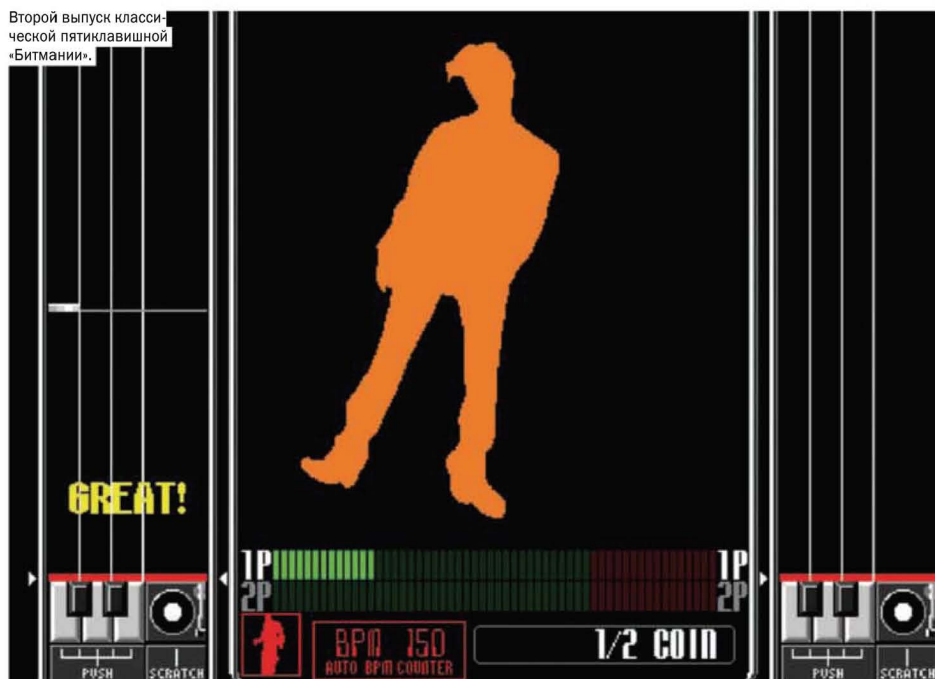 Второй выпуск класси-
ческой пятиклавишной
«Битмании».
GREAT!
1P 1P
2P 2P
BPM 150
AUTO BPM COUNTER
1/2 COIN
PUSH SCRATCH
PUSH SCRATCH